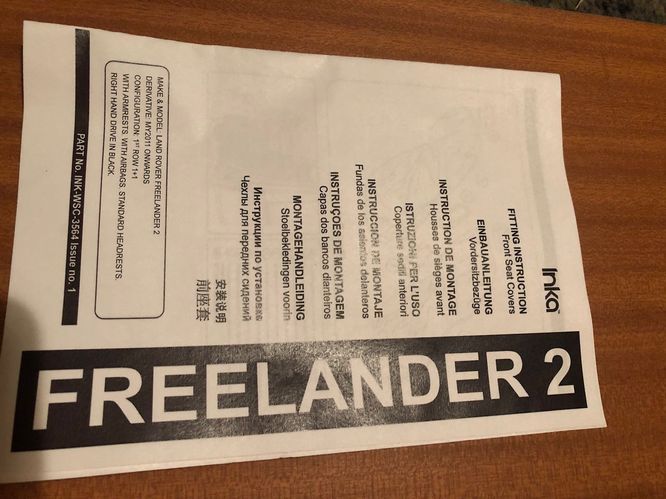 Inka
FITTING INSTRUCTION
Front Seat Covers
EINBAUANLEITUNG
Vordersitzbezüge
INSTRUCTION DE MONTAGE
Housses de sièges avant
ISTRUZIONI PER L'USO
Coperture sedili anteriori
INSTRUCCION DE MONTAJE
Fundas de los asientos delanteros
INSTRUÇOES DE MONTAGEM
Capas dos bancos dianteiros
MONTAGEHANDLEIDING
Stoelbekledingen voorin
Инструкции по установке
Чехлы для передних сидений
安装说明
前座套
MAKE & MODEL: LAND ROVER FREELANDER 2
DERIVATIVE: MY2011 ONWARDS
CONFIGURATION: 1ST ROW 1+1
WITH ARMRESTS. WITH AIRBAGS. STANDARD HEADRESTS.
RIGHT HAND DRIVE IN BLACK.
PART No. INK-WSC-3564 Issue no. 1
FREELANDER 2